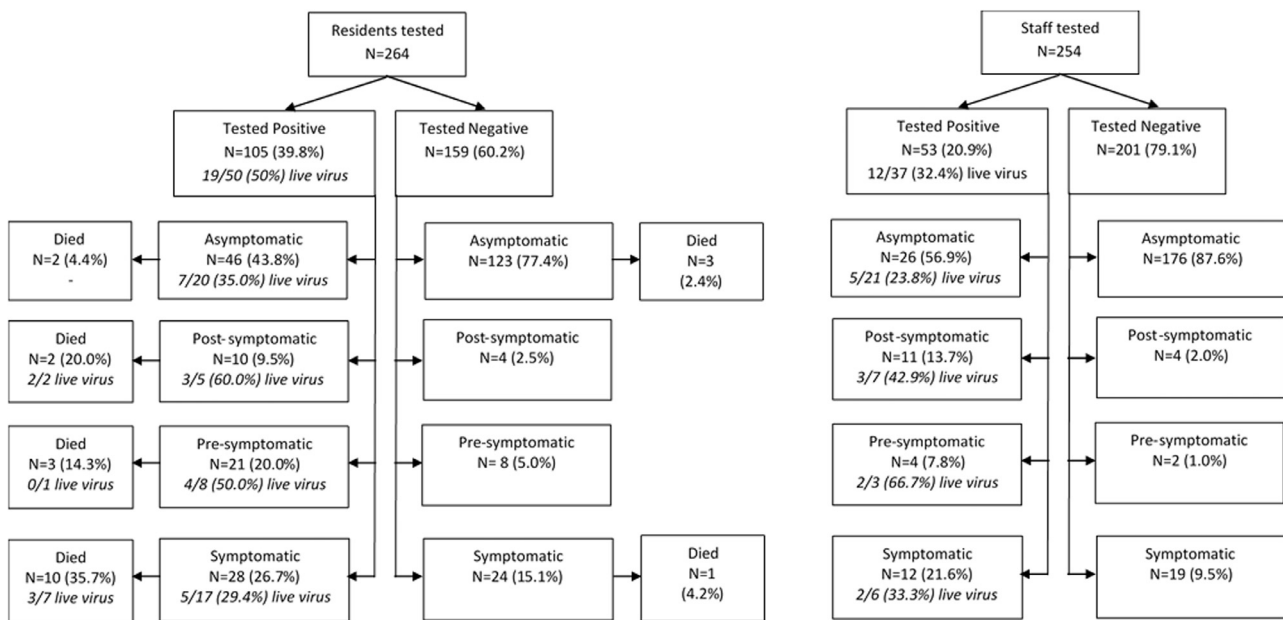 Residents tested
N=264
Tested Positive
N=105 (39.8%)
19/50 (50%) live virus
Tested Negative
N=159 (60.2%)
Died
N=2 (4.4%)
-
Asymptomatic
N=46 (43.8%)
7/20 (35.0%) live virus
Asymptomatic
N=123 (77.4%)
Died
N=3
(2.4%)
Died
N=2 (20.0%)
2/2 live virus
Post- symptomatic
N=10 (9.5%)
3/5 (60.0%) live virus
Post-symptomatic
N=4 (2.5%)
Died
N=3 (14.3%)
0/1 live virus
Pre-symptomatic
N=21 (20.0%)
4/8 (50.0%) live virus
Pre-symptomatic
N= 8 (5.0%)
Died
N=10 (35.7%)
3/7 live virus
Symptomatic
N=28 (26.7%)
5/17 (29.4%) live virus
Symptomatic
N=24 (15.1%)
Died
N=1
(4.2%)
Staff tested
N=254
Tested Positive
N=53 (20.9%)
12/37 (32.4%) live virus
Tested Negative
N=201 (79.1%)
Asymptomatic
N=26 (56.9%)
5/21 (23.8%) live virus
Asymptomatic
N=176 (87.6%)
Post-symptomatic
N=11 (13.7%)
3/7 (42.9%) live virus
Post-symptomatic
N=4 (2.0%)
Pre-symptomatic
N=4 (7.8%)
2/3 (66.7%) live virus
Pre-symptomatic
N=2 (1.0%)
Symptomatic
N=12 (21.6%)
2/6 (33.3%) live virus
Symptomatic
N=19 (9.5%)